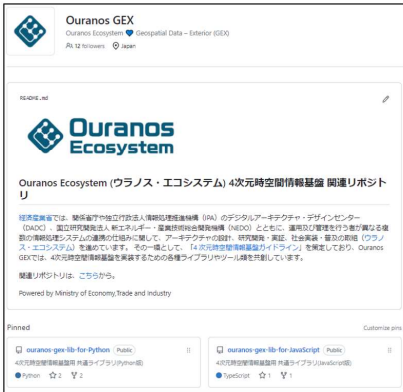 Ouranos GEX
Ouranos Ecosystem 💙 Geospatial Data – Exterior (GEX)
12 followers Japan
README.md
Ouranos
Ecosystem
Ouranos Ecosystem (ウラノス・エコシステム) 4次元時空間情報基盤 関連リポジト
リ
経済産業省では、関係省庁や独立行政法人情報処理推進機構（IPA）のデジタルアーキテクチャ・デザインセンター
（DADC）、国立研究開発法人 新エネルギー・産業技術総合開発機構（NEDO）とともに、運用及び管理を行う者が異なる複
数の情報処理システムの連携の仕組みに関して、アーキテクチャの設計、研究開発・実証、社会実装・普及の取組（ウラノ
ス・エコシステム）を進めています。 その一環として、「4次元時空間情報基盤ガイドライン」を策定しており、Ouranos
GEXでは、4次元時空間情報基盤を実装するための各種ライブラリやツール類を共創しています。
関連リポジトリは、こちらから。
Powered by Ministry of Economy,Trade and Industry
Pinned Customize pins
ouranos-gex-lib-for-Python Public
4次元時空間情報基盤用 共通ライブラリ(Python版)
Python 2 2
ouranos-gex-lib-for-JavaScript Public
4次元時空間情報基盤用 共通ライブラリ(JavaScript版)
TypeScript 1 1